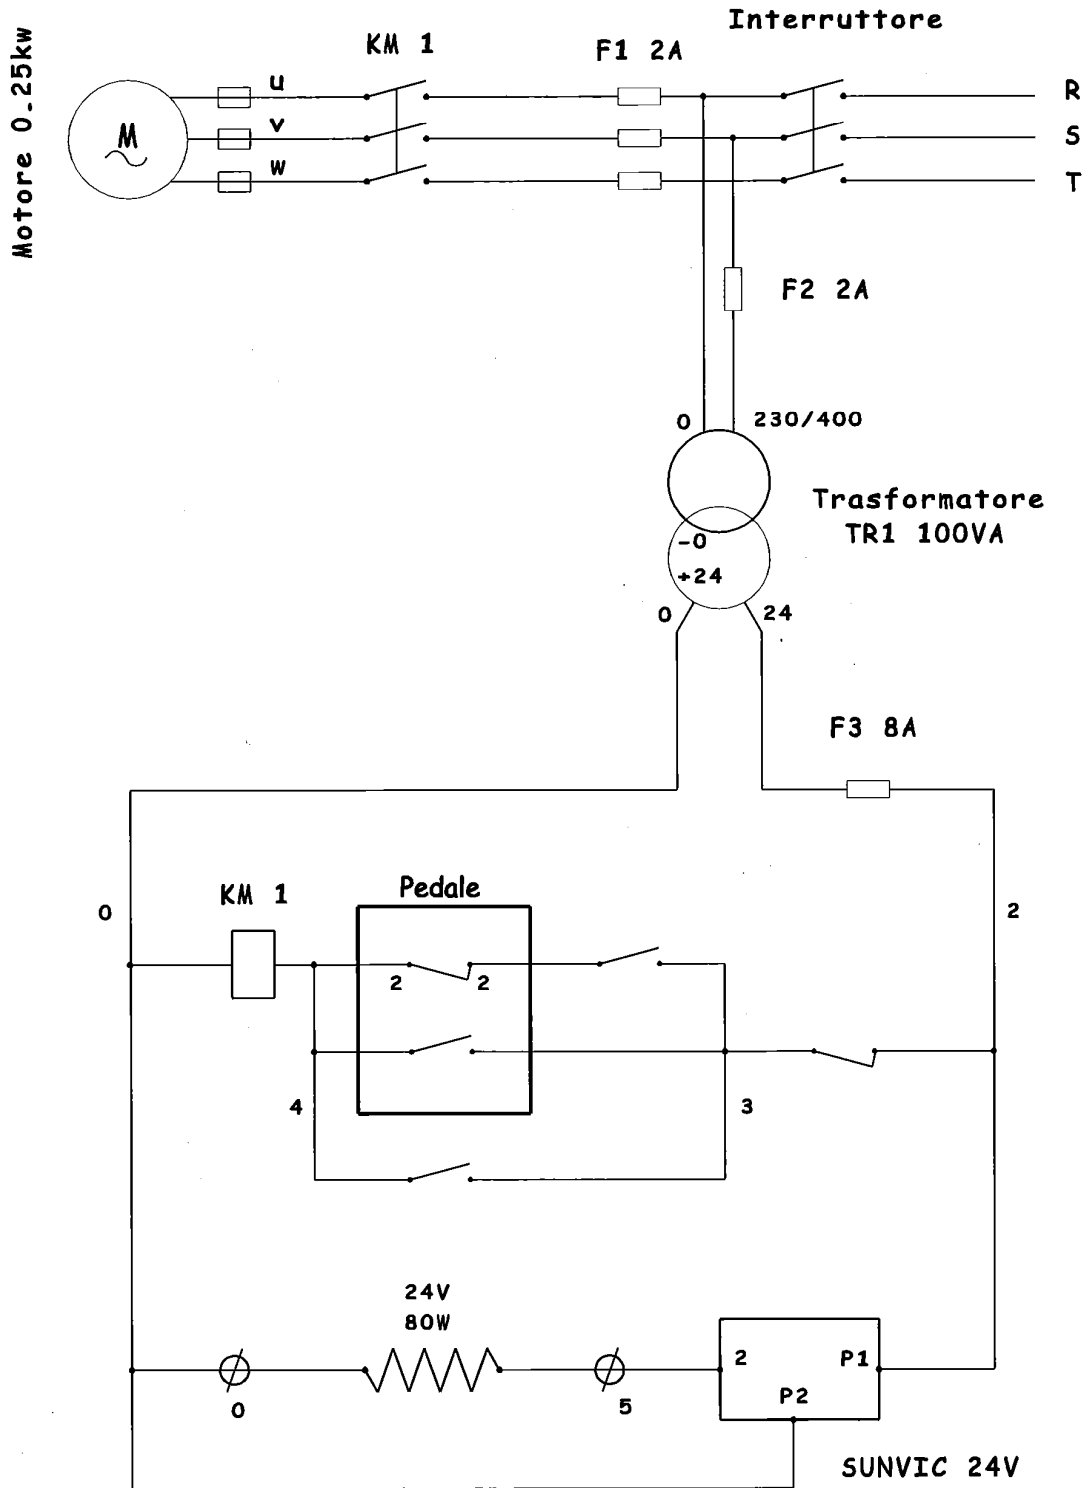 Interruttore
Motore 0.25kw
KM 1
F1 2A
R
S
T
U
V
W
M
F2 2A
0
230/400
Trasformatore
TR1 100VA
-0
+24
0
24
F3 8A
KM 1
Pedale
0
2
2
2
4
3
24V
80W
2
P1
P2
0
5
SUNVIC 24V